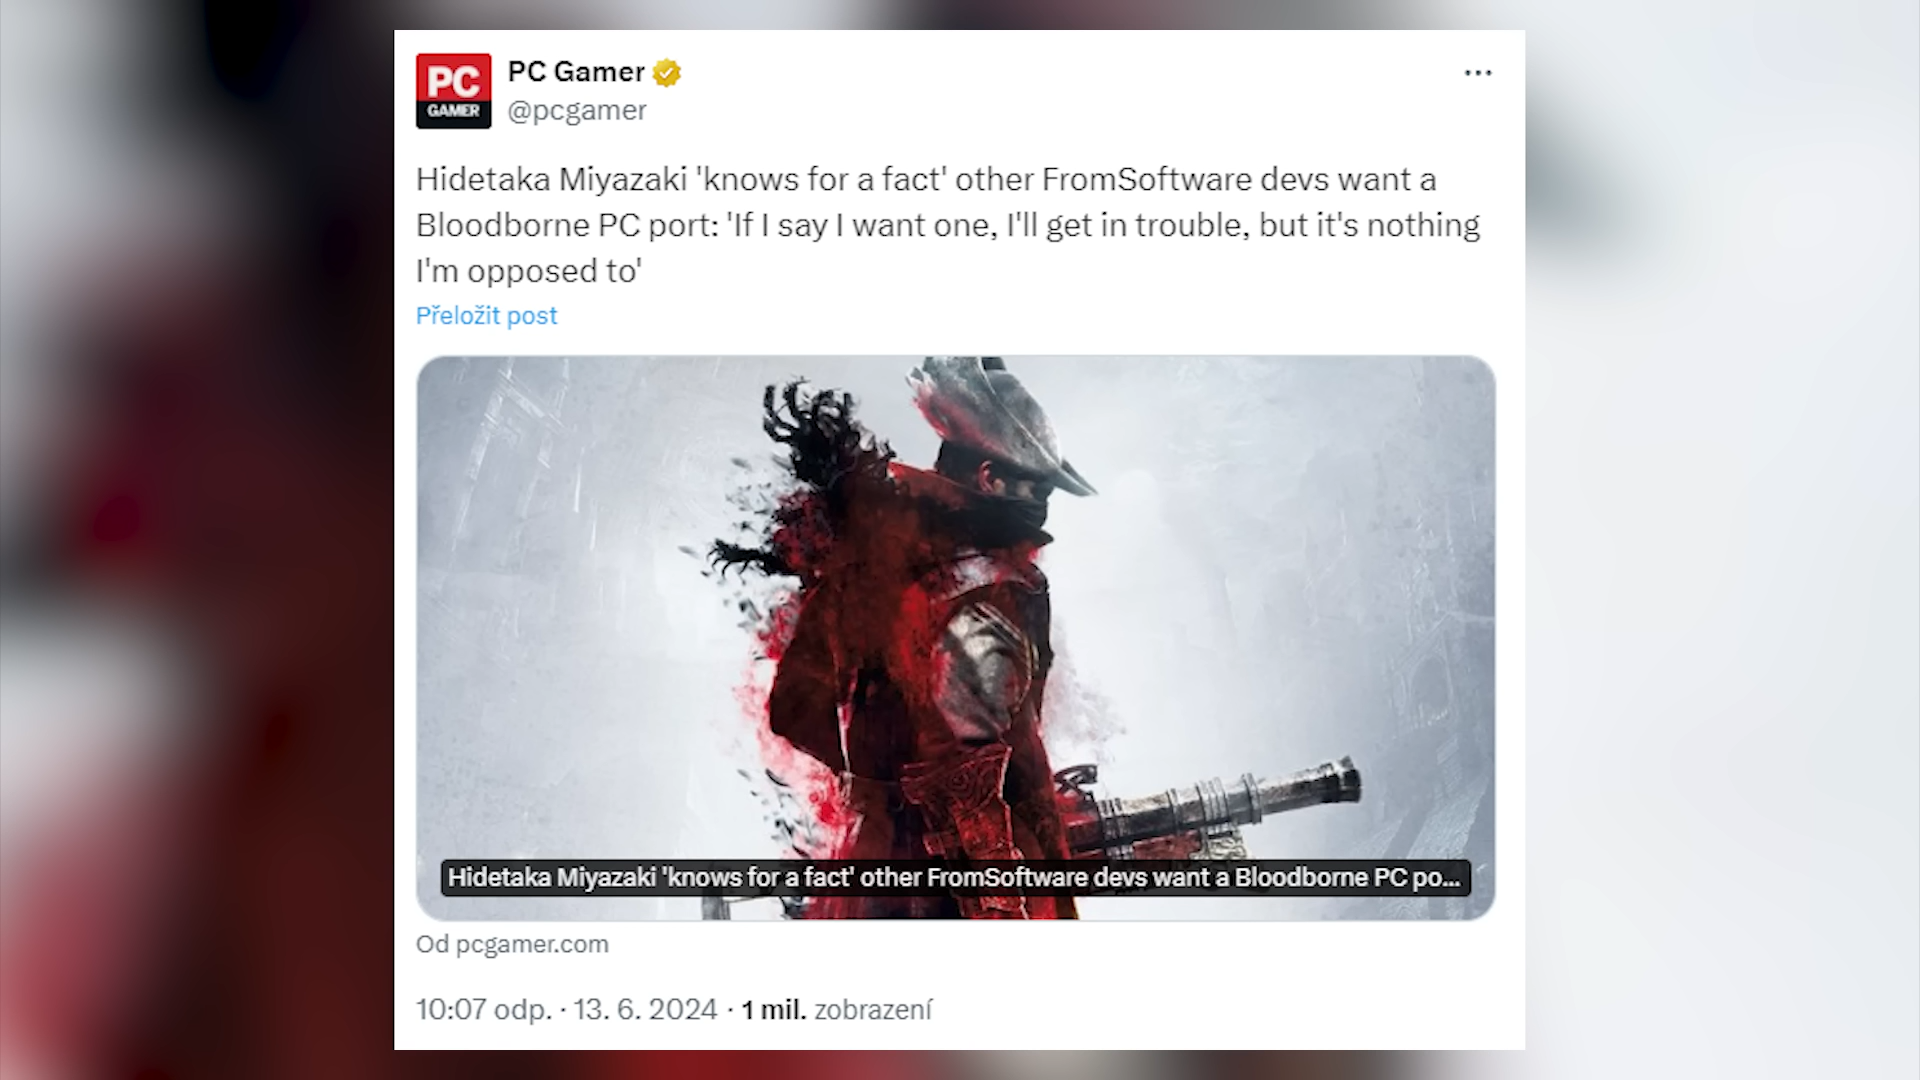 PC
GAMER
PC Gamer
@pcgamer
Hidetaka Miyazaki 'knows for a fact' other FromSoftware devs want a
Bloodborne PC port: 'If I say I want one, I'll get in trouble, but it's nothing
I'm opposed to'
Přeložit post
Hidetaka Miyazaki 'knows for a fact' other FromSoftware devs want a Bloodborne PC po...
Od pcgamer.com
10:07 odp. · 13. 6. 2024 · 1 mil. zobrazení